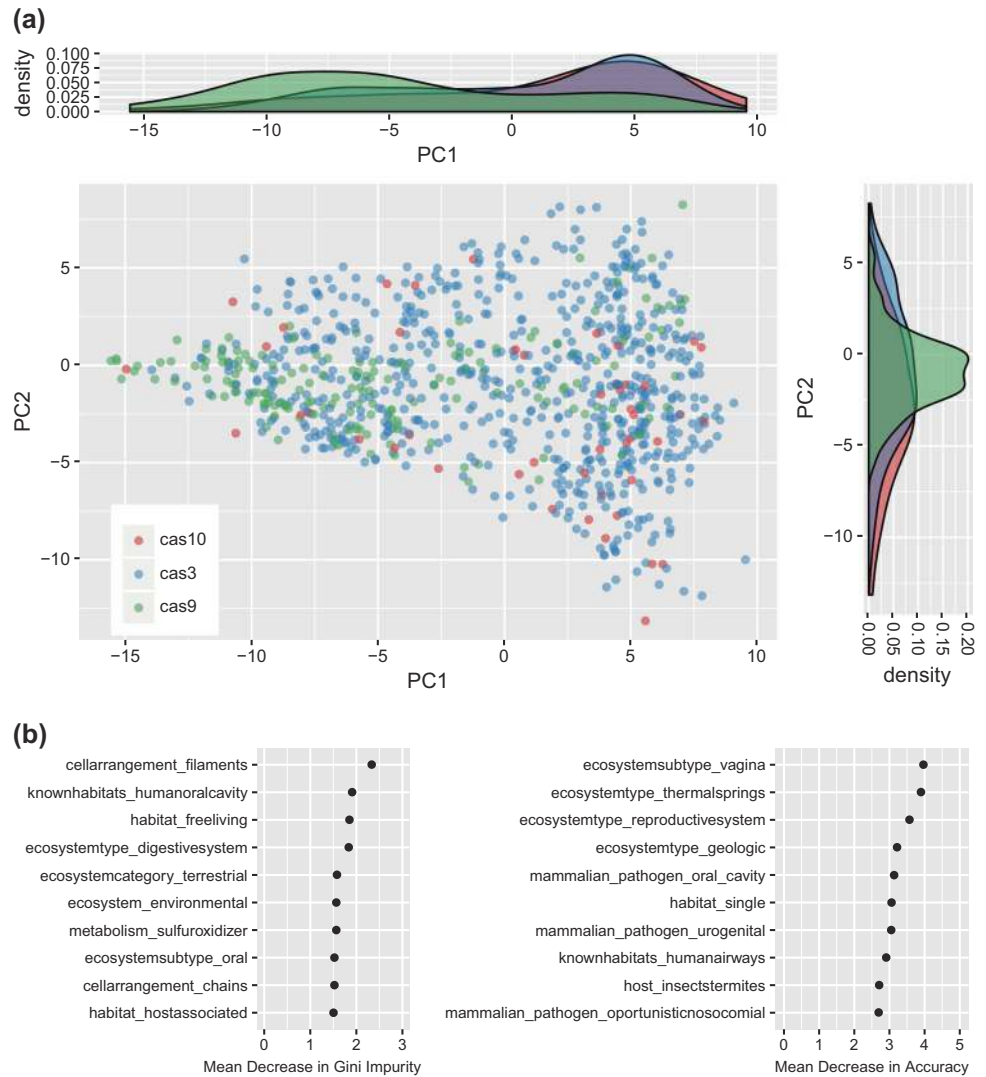 (a)
density
0.100
0.075
0.050
0.025
0.000
−15 −10 −5 0 5 10
PC1
PC2
5
0
−5
−10
cas10
cas3
cas9
−15 −10 −5 0 5 10
PC1
PC2
5
0
−5
−10
0.00 0.05 0.10 0.15 0.20
density
(b)
cellarrangement_filaments
knownhabitats_humanoralcavity
habitat_freeliving
ecosystemtype_digestivesystem
ecosystemcategory_terrestrial
ecosystem_environmental
metabolism_sulfuroxidizer
ecosystemsubtype_oral
cellarrangement_chains
habitat_hostassociated
0 1 2 3
Mean Decrease in Gini Impurity
ecosystemsubtype_vagina
ecosystemtype_thermalsprings
ecosystemtype_reproductivesystem
ecosystemtype_geologic
mammalian_pathogen_oral_cavity
habitat_single
mammalian_pathogen_urogenital
knownhabitats_humanairways
host_insectstermites
mammalian_pathogen_oportunisticnosocomial
0 1 2 3 4 5
Mean Decrease in Accuracy